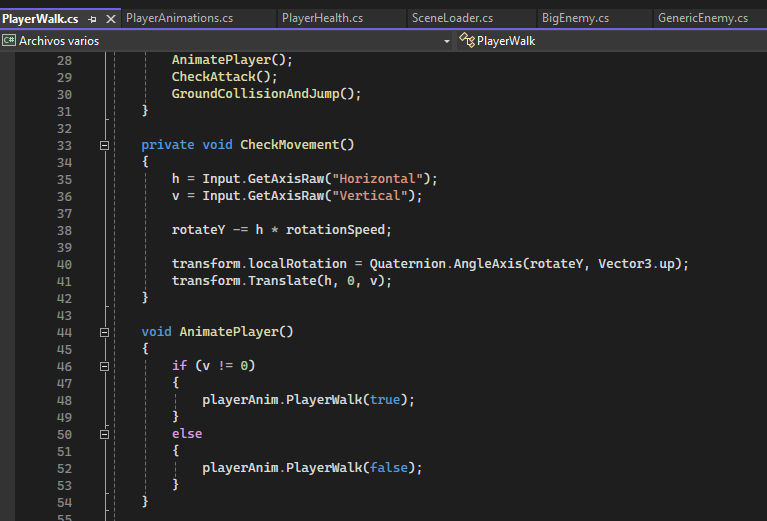 PlayerWalk.cs PlayerAnimations.cs PlayerHealth.cs SceneLoader.cs BigEnemy.cs GenericEnemy.cs
C# Archivos varios PlayerWalk
28 AnimatePlayer();
29 CheckAttack();
30 GroundCollisionAndJump();
31 }
32
33 private void CheckMovement()
34 {
35 h = Input.GetAxisRaw("Horizontal");
36 v = Input.GetAxisRaw("Vertical");
37
38 rotateY -= h * rotationSpeed;
39
40 transform.localRotation = Quaternion.AngleAxis(rotateY, Vector3.up);
41 transform.Translate(h, 0, v);
42 }
43
44 void AnimatePlayer()
45 {
46 if (v != 0)
47 {
48 playerAnim.PlayerWalk(true);
49 }
50 else
51 {
52 playerAnim.PlayerWalk(false);
53 }
54 }
55